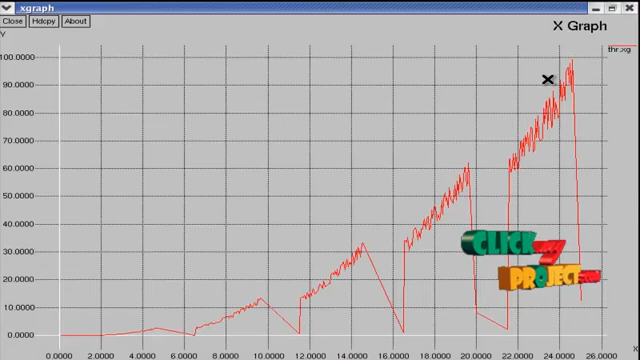 xgraph
Close Hdcpy About
X Graph
Y
thr.xg
100.0000
90.0000
80.0000
70.0000
60.0000
50.0000
40.0000
30.0000
20.0000
10.0000
0.0000
CLICK MY
PROJECT
X
0.0000 2.0000 4.0000 6.0000 8.0000 10.0000 12.0000 14.0000 16.0000 18.0000 20.0000 22.0000 24.0000 26.0000